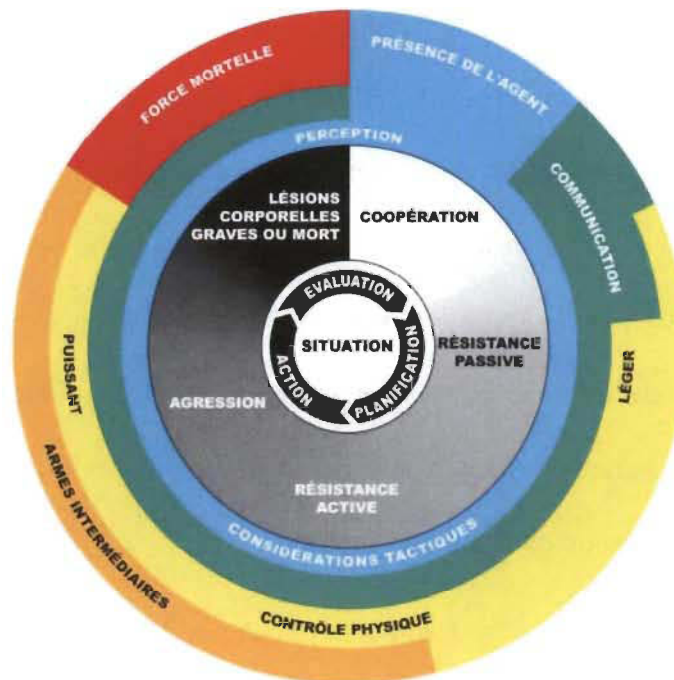 FORCE MORTELLE
PRÉSENCE DE L'AGENT
COMMUNICATION
PERCEPTION
LÉSIONS
CORPORELLES
GRAVES OU MORT
COOPÉRATION
EVALUATION
SITUATION
PLANIFICATION
ACTION
RÉSISTANCE
PASSIVE
LÉGER
PUISSANT
AGRESSION
RÉSISTANCE
ACTIVE
CONSIDÉRATIONS TACTIQUES
ARMES INTERMÉDIAIRES
CONTRÔLE PHYSIQUE